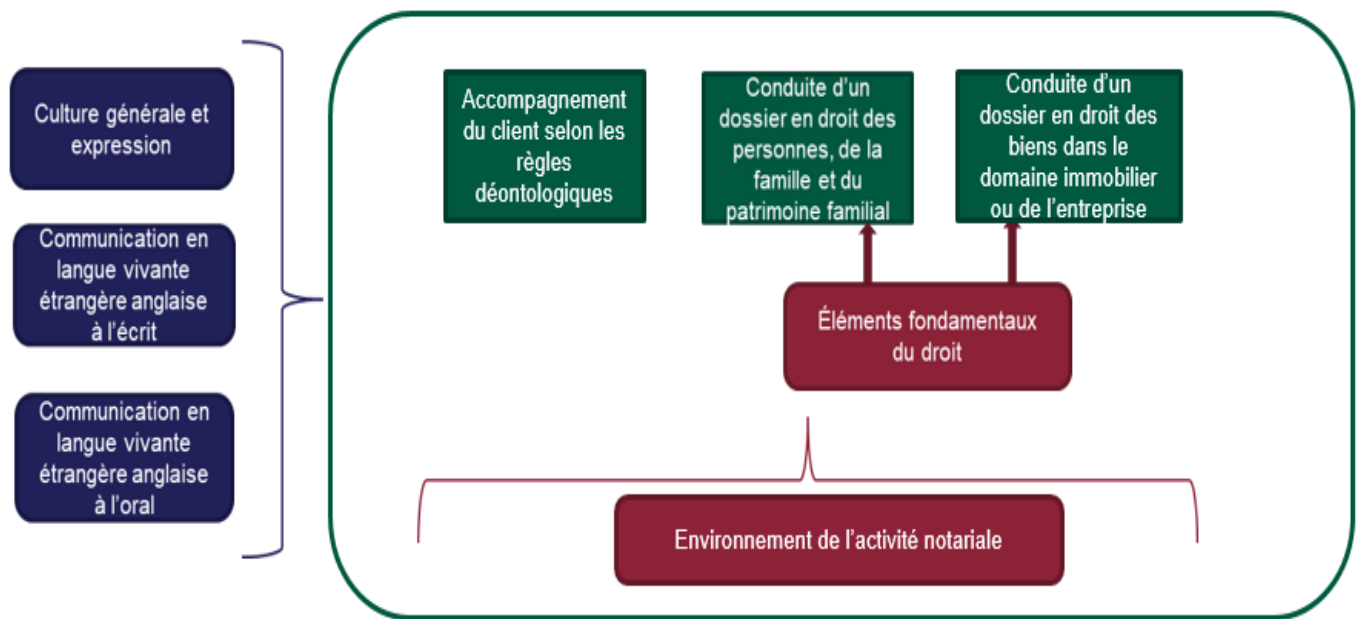 Culture générale et
expression
Communication en
langue vivante
étrangère anglaise
à l'écrit
Communication en
langue vivante
étrangère anglaise
à l'oral
Accompagnement
du client selon les
règles
déontologiques
Conduite d'un
dossier en droit des
personnes, de la
famille et du
patrimoine familial
Conduite d'un
dossier en droit des
biens dans le
domaine immobilier
ou de l'entreprise
Éléments fondamentaux
du droit
Environnement de l'activité notariale